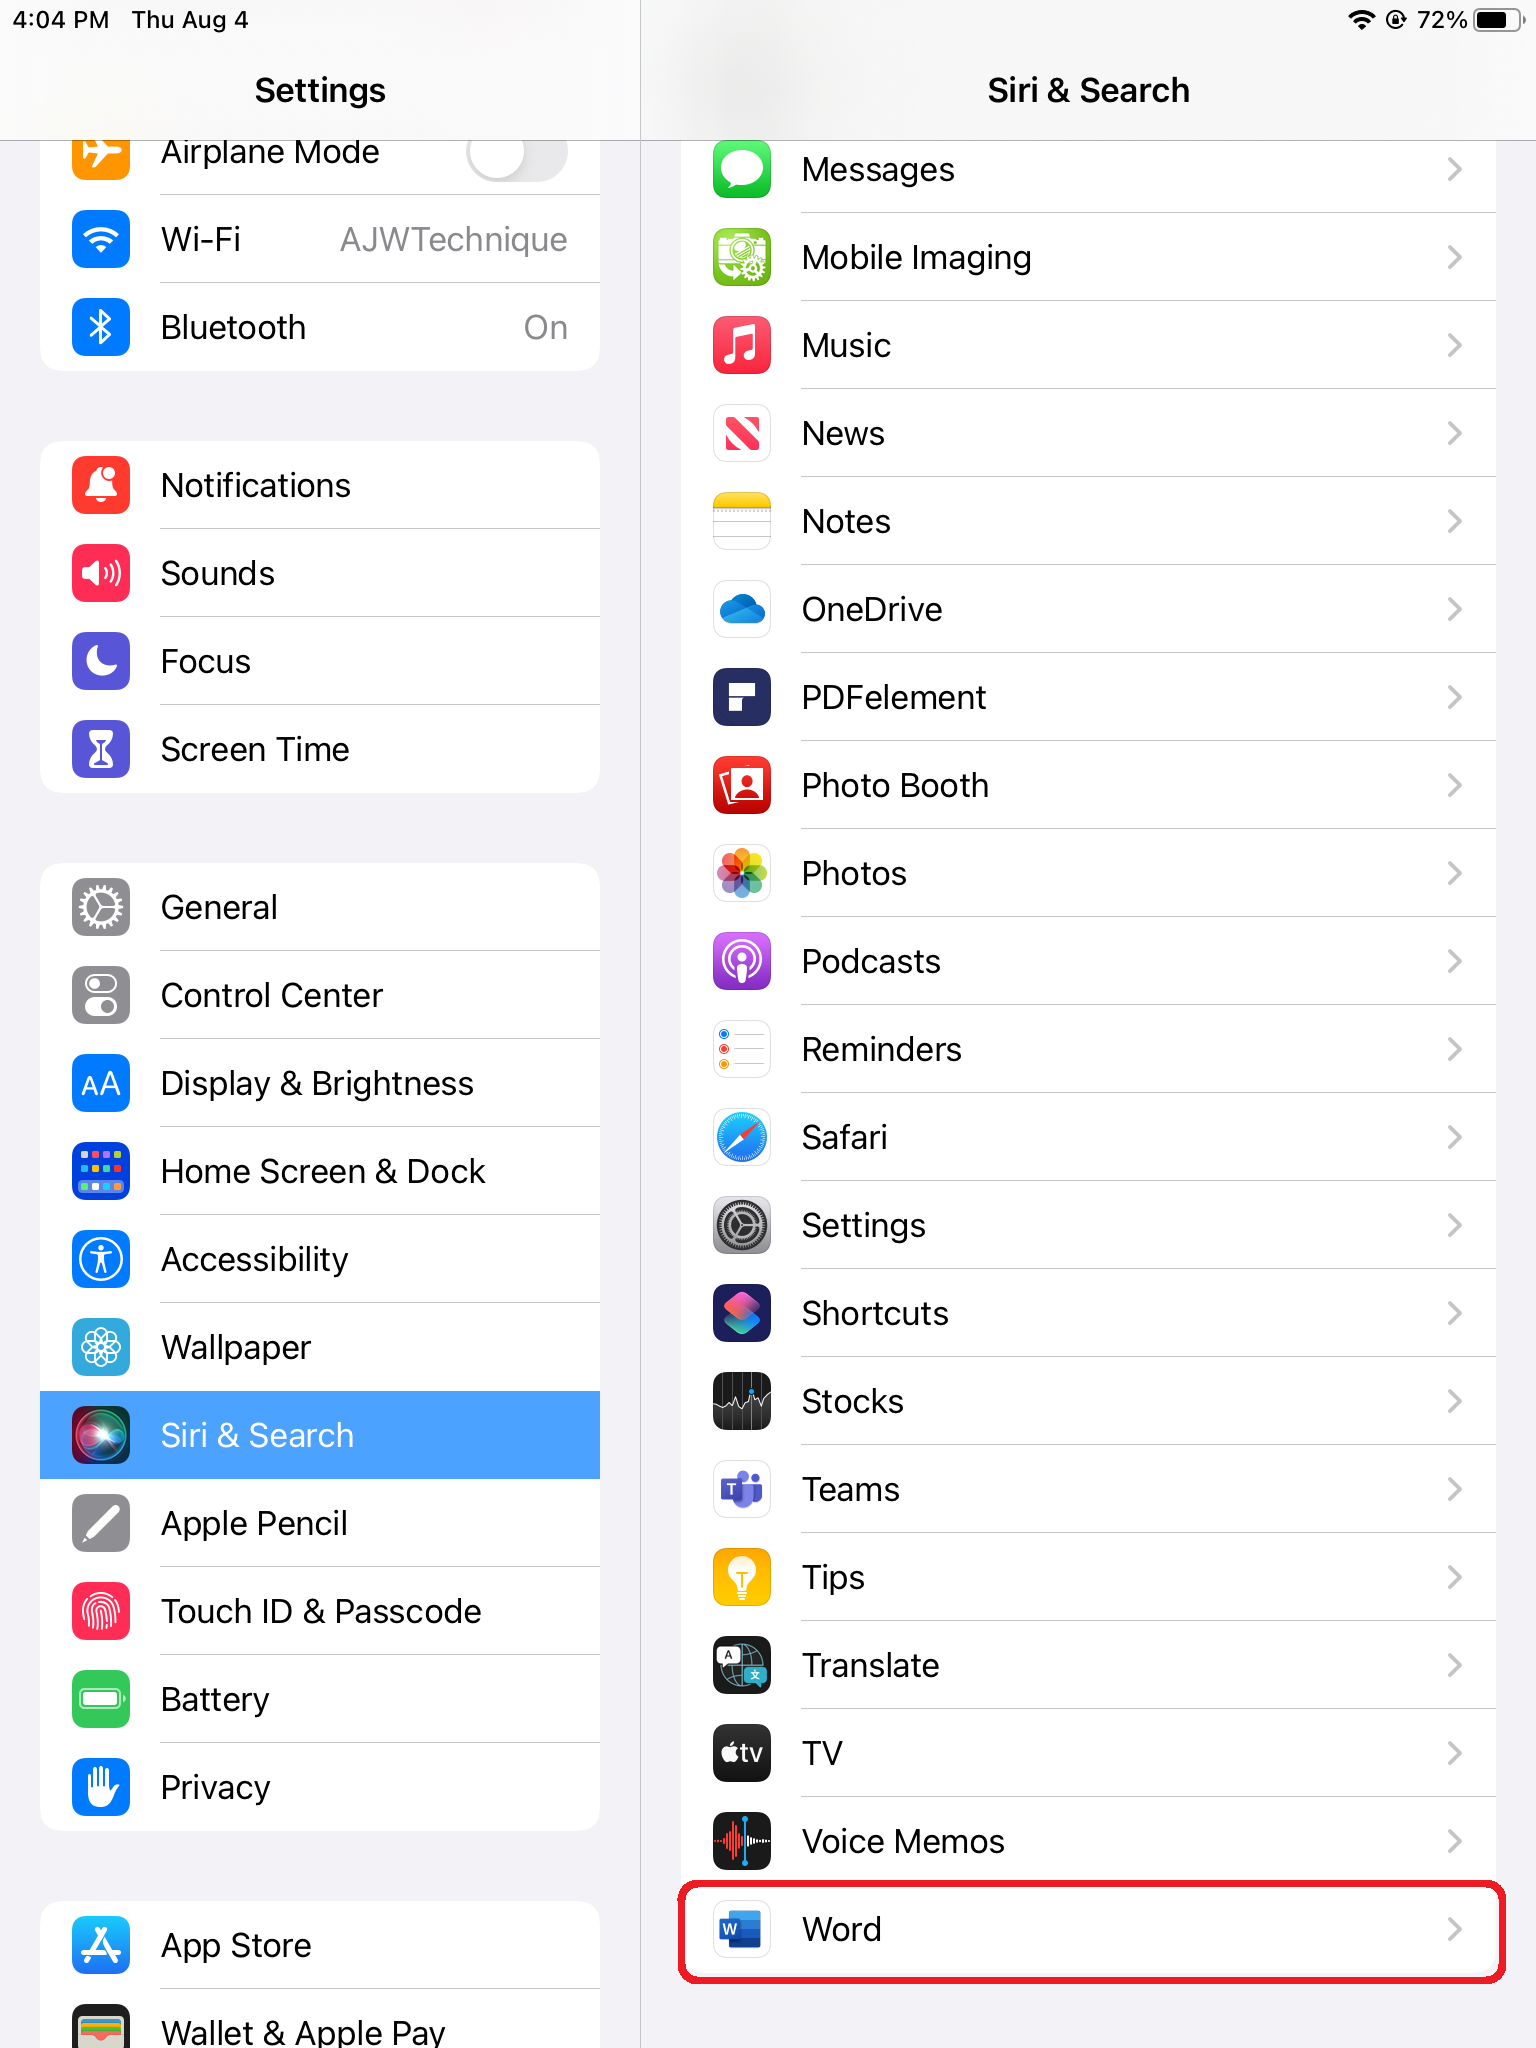 4:04 PM Thu Aug 4
72%
Settings
Airplane Mode
Wi-Fi AJWTechnique
Bluetooth On
Notifications
Sounds
Focus
Screen Time
General
Control Center
AA
Display & Brightness
Home Screen & Dock
Accessibility
Wallpaper
Siri & Search
Apple Pencil
Touch ID & Passcode
Battery
Privacy
App Store
Wallet & Apple Pay
Siri & Search
Messages
Mobile Imaging
Music
News
Notes
OneDrive
PDFelement
Photo Booth
Photos
Podcasts
Reminders
Safari
Settings
Shortcuts
Stocks
T
Teams
Tips
A
文
Translate
tv
TV
Voice Memos
W
Word